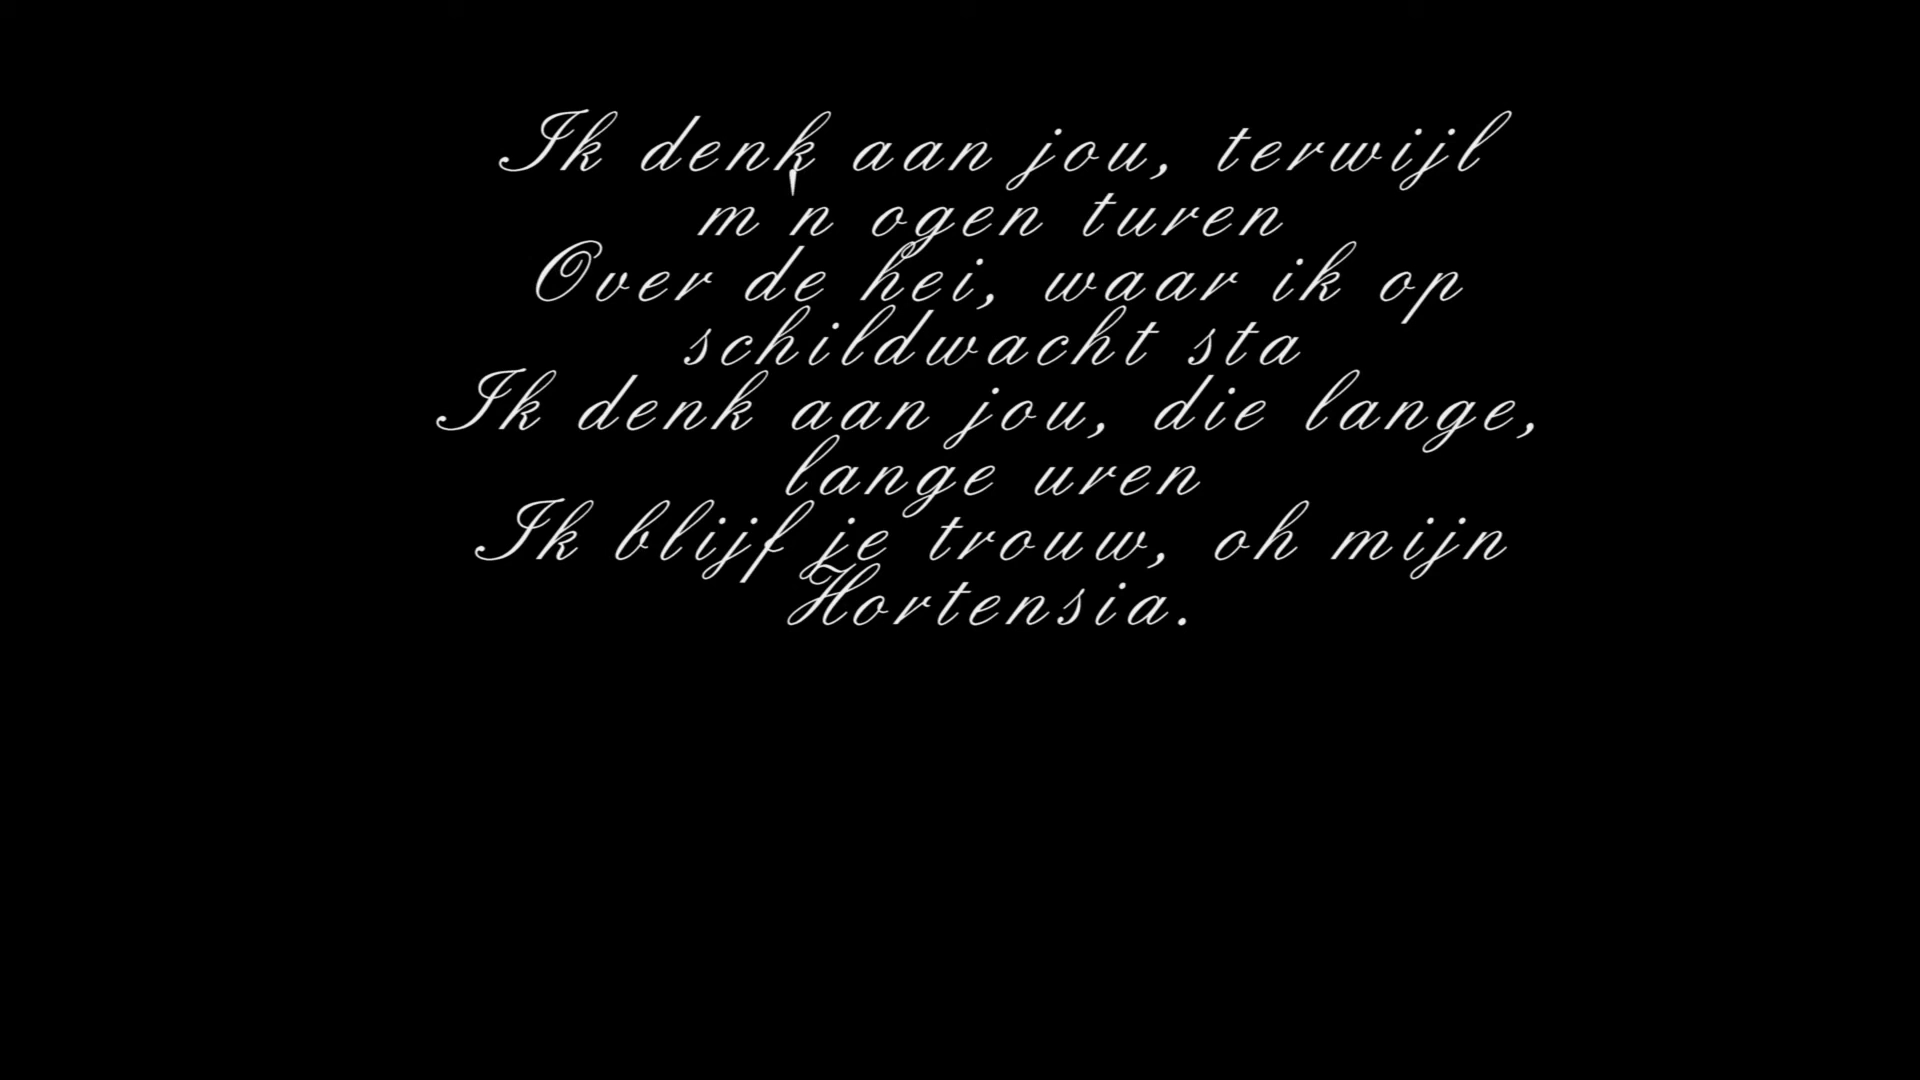 Ik denk aan jou, terwijl
m'n ogen turen
Over de hei, waar ik op
schildwacht sta
Ik denk aan jou, die lange,
lange uren
Ik blijf je trouw, oh mijn
Hortensia.